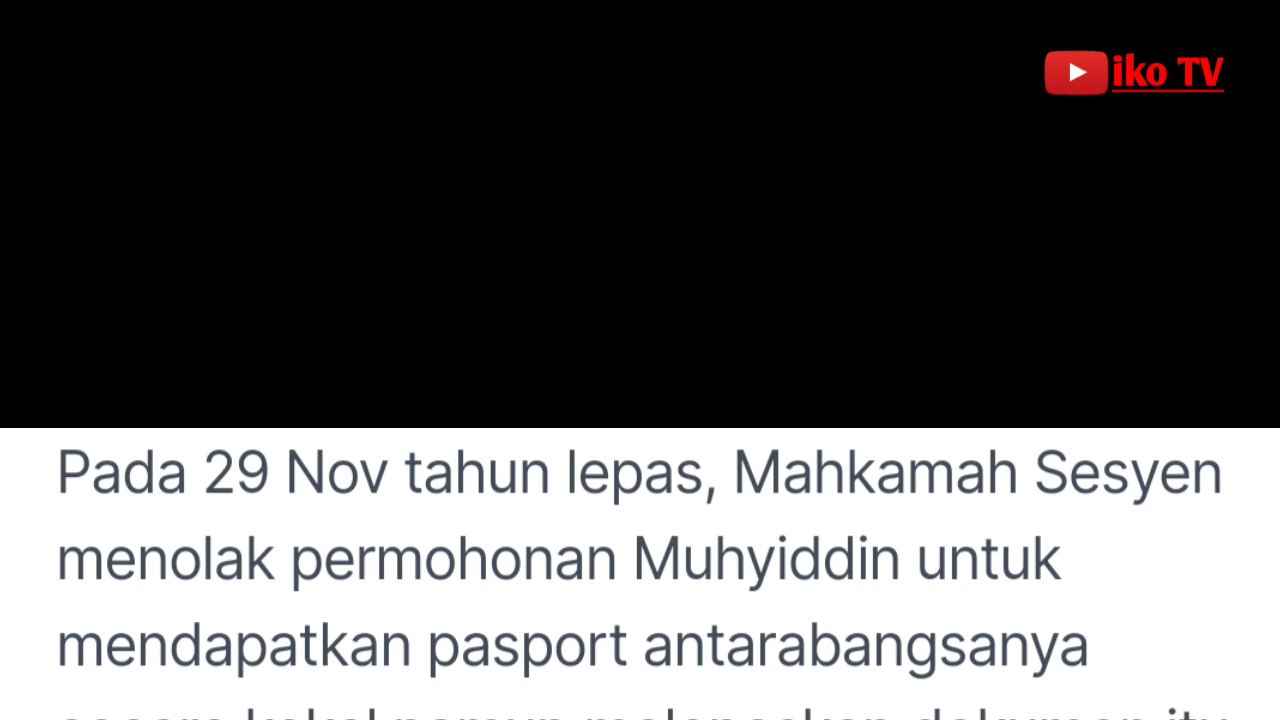 iko TV
Pada 29 Nov tahun lepas, Mahkamah Sesyen
menolak permohonan Muhyiddin untuk
mendapatkan pasport antarabangsanya